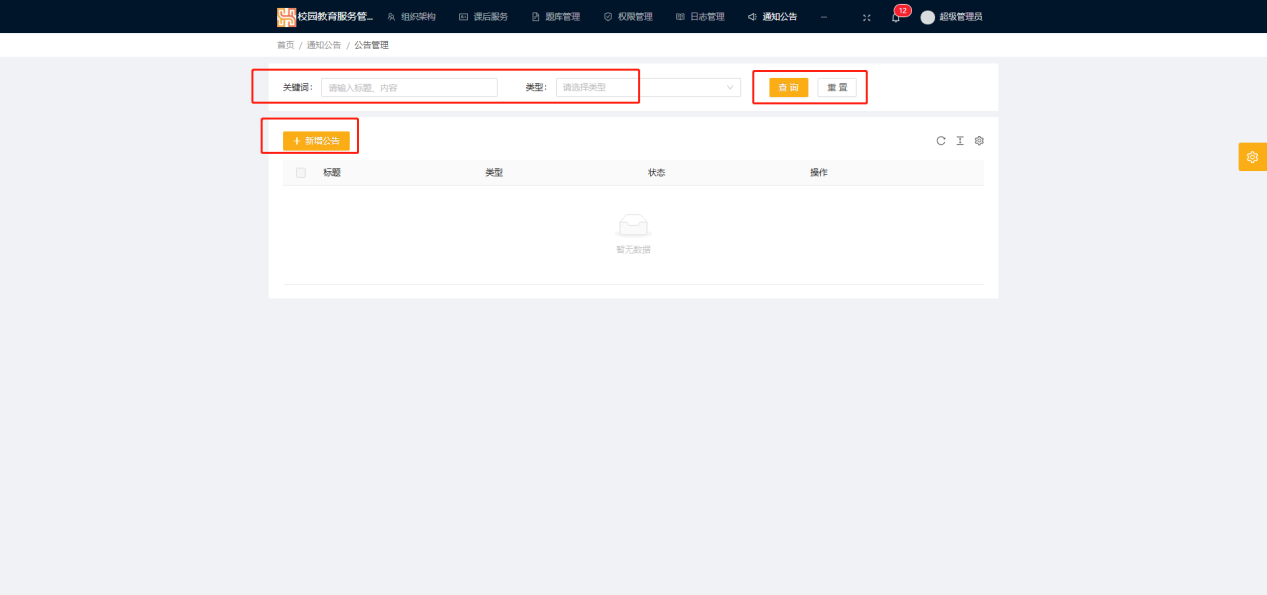 校园教育服务管... 组织架构 课后服务 题库管理 权限管理 日志管理 通知公告 ... 12 超级管理员
首页 / 通知公告 / 公告管理
关键词： 请输入标题、内容 类型： 请选择类型 查 询 重 置
+ 新增公告
标题 类型 状态 操作
暂无数据